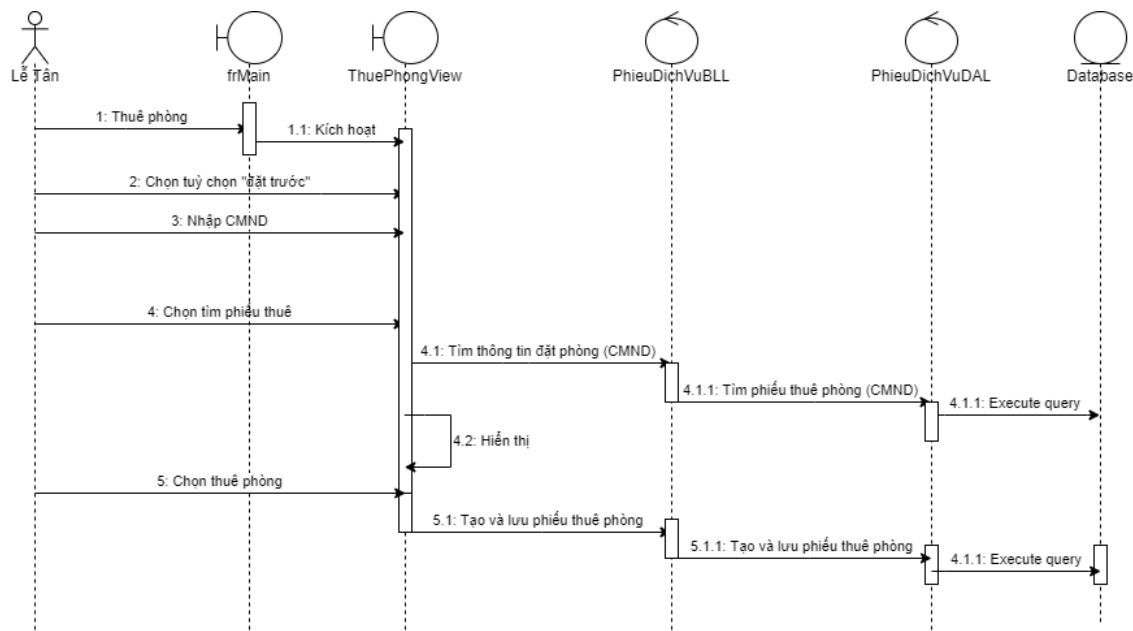 Lễ Tân
frMain
ThuePhongView
PhieuDichVuBLL
PhieuDichVuDAL
Database
1: Thuê phòng
1.1: Kích hoạt
2: Chọn tuỳ chọn "đặt trước"
3: Nhập CMND
4: Chọn tìm phiếu thuê
4.1: Tìm thông tin đặt phòng (CMND)
4.1.1: Tìm phiếu thuê phòng (CMND)
4.1.1: Execute query
4.2: Hiển thị
5: Chọn thuê phòng
5.1: Tạo và lưu phiếu thuê phòng
5.1.1: Tạo và lưu phiếu thuê phòng
4.1.1: Execute query